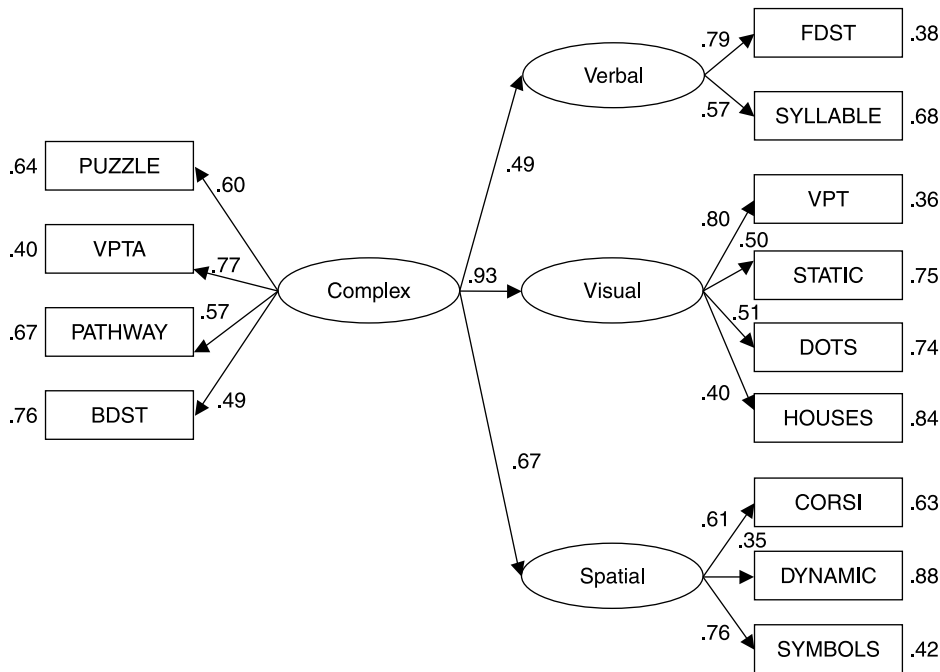 .79
FDST
.38
Verbal
.57
SYLLABLE
.68
.49
.64
PUZZLE
.60
.40
VPTA
.77
.67
PATHWAY
.57
.76
BDST
.49
Complex
.93
Visual
.80
VPT
.36
.50
STATIC
.75
.51
DOTS
.74
.40
HOUSES
.84
.67
Spatial
.61
CORSI
.63
.35
DYNAMIC
.88
.76
SYMBOLS
.42